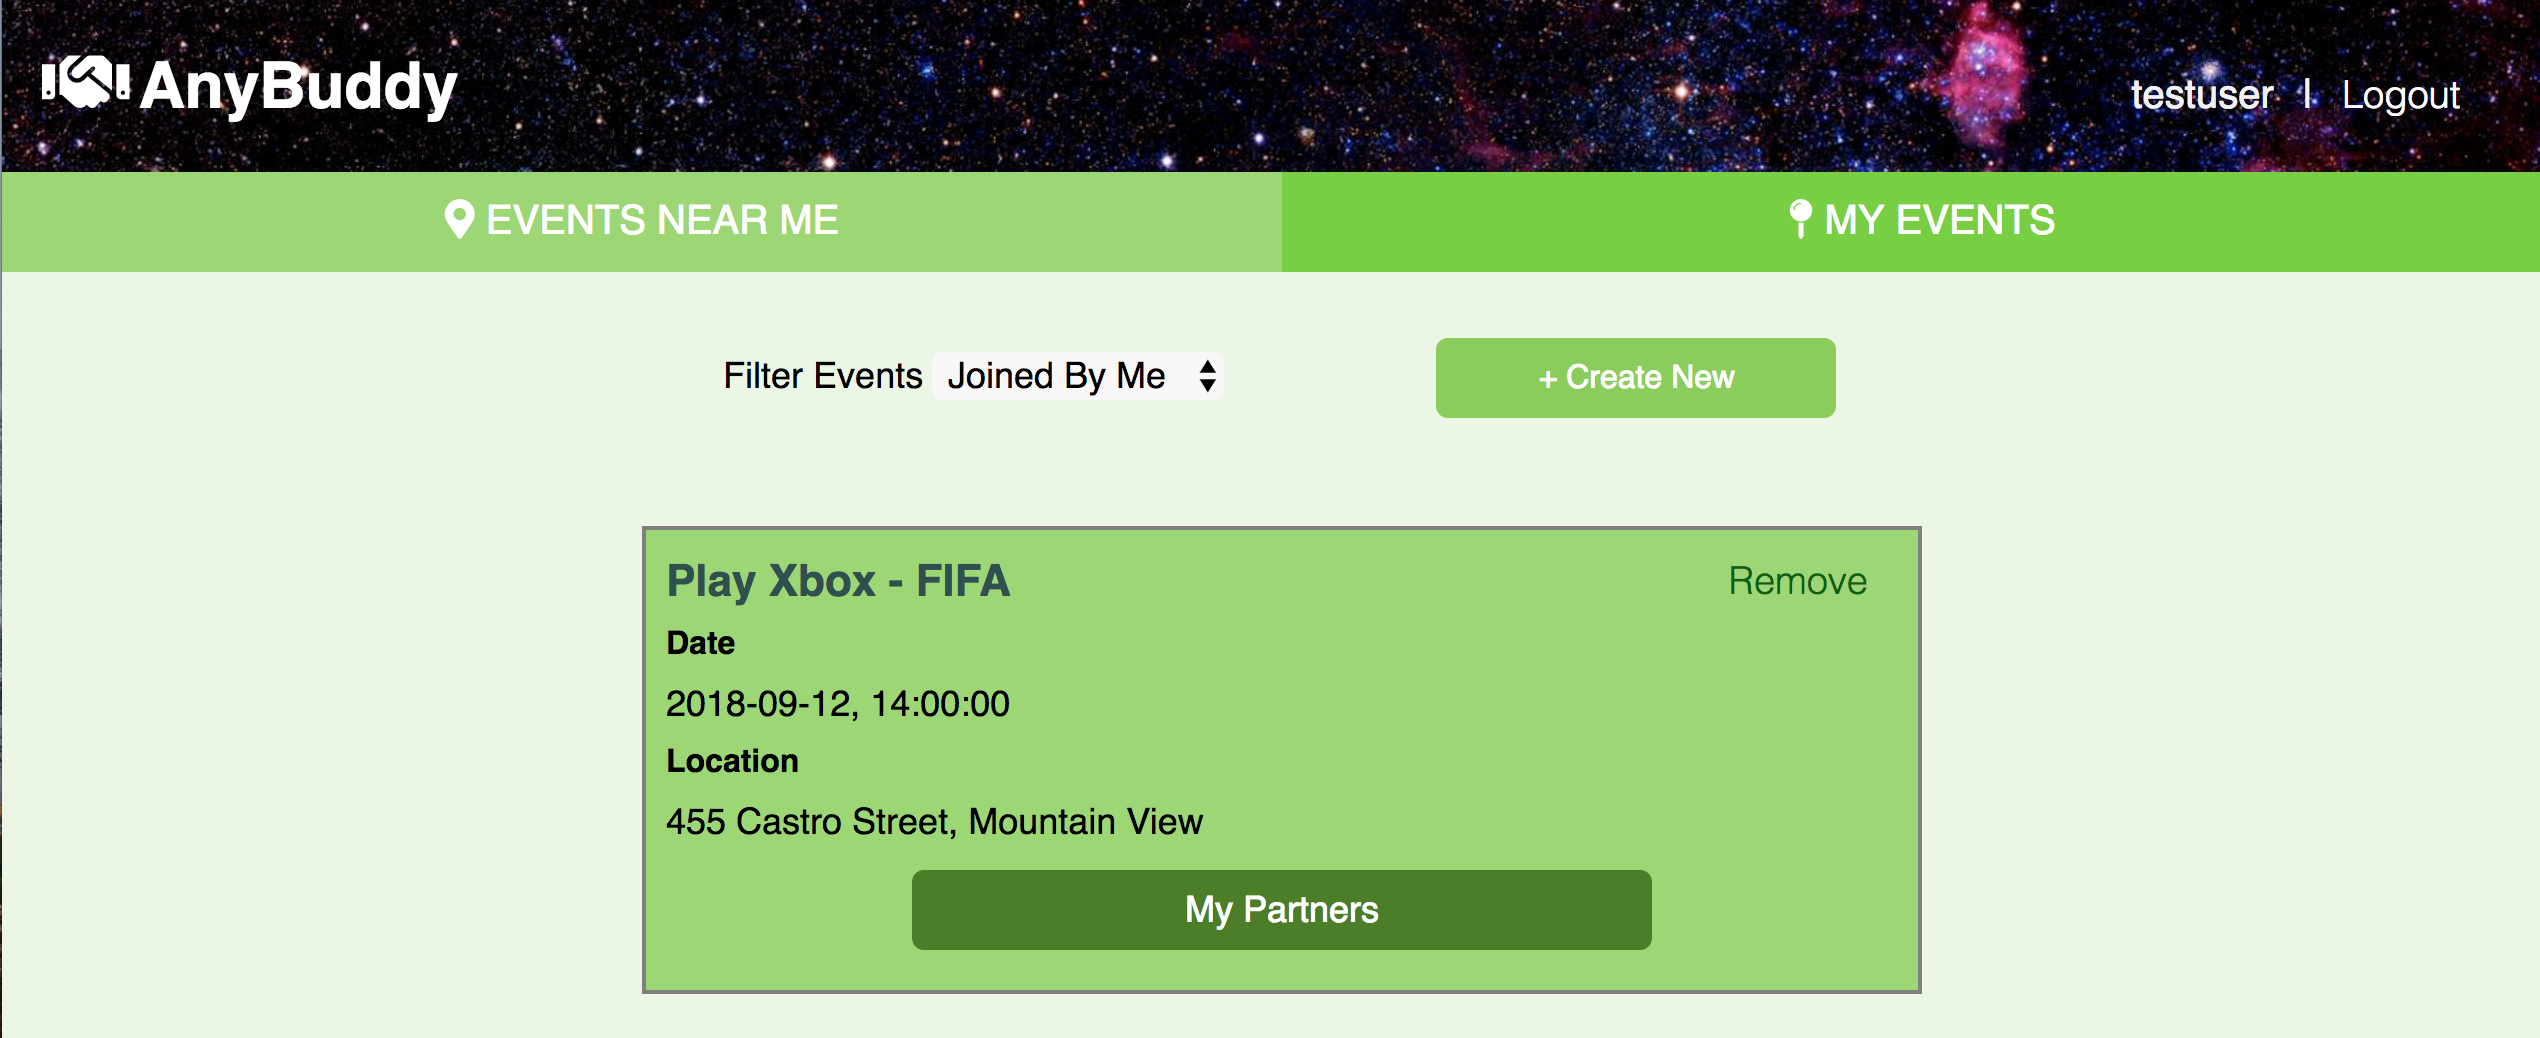 AnyBuddy
testuser | Logout
EVENTS NEAR ME
MY EVENTS
Filter Events Joined By Me
+ Create New
Play Xbox - FIFA
Remove
Date
2018-09-12, 14:00:00
Location
455 Castro Street, Mountain View
My Partners